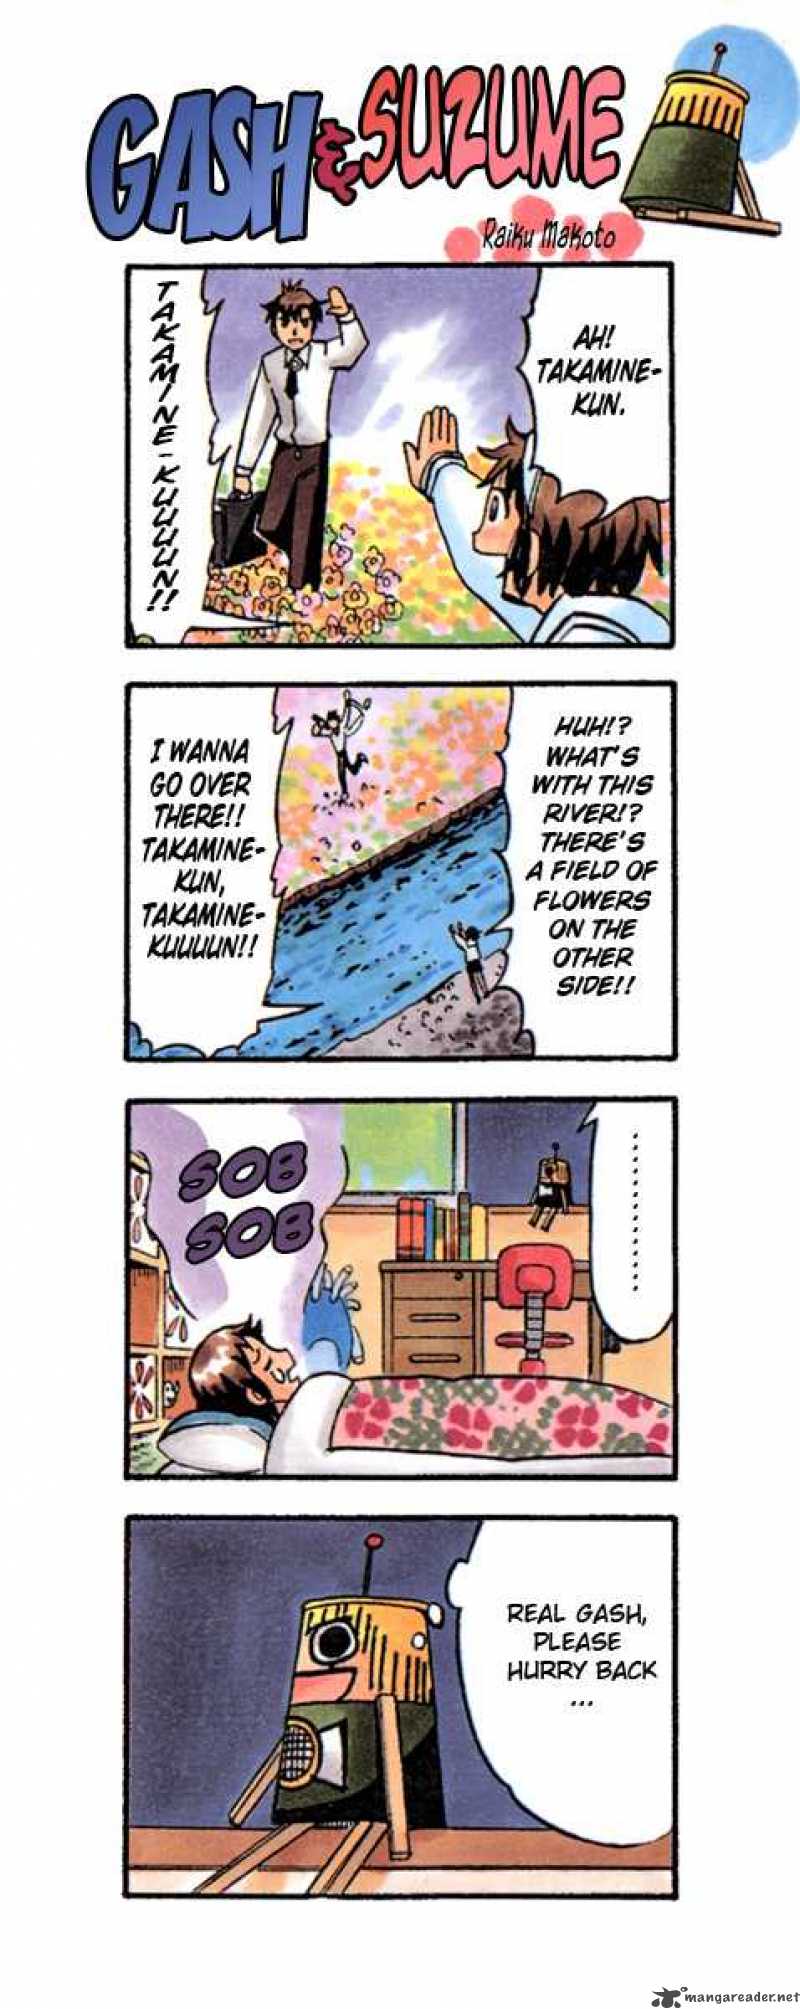 GASH & SUZUME
Raiku Makoto
AH!
TAKAMINE-
KUN.
TAKAMINE-KUUUUN!!
HUH!?
WHAT'S
WITH THIS
RIVER!?
THERE'S
A FIELD OF
FLOWERS
ON THE
OTHER
SIDE!!
I WANNA
GO OVER
THERE!!
TAKAMINE-
KUN,
TAKAMINE-
KUUUUN!!
............
SOB
SOB
REAL GASH,
PLEASE
HURRY BACK
...
mangareader.net